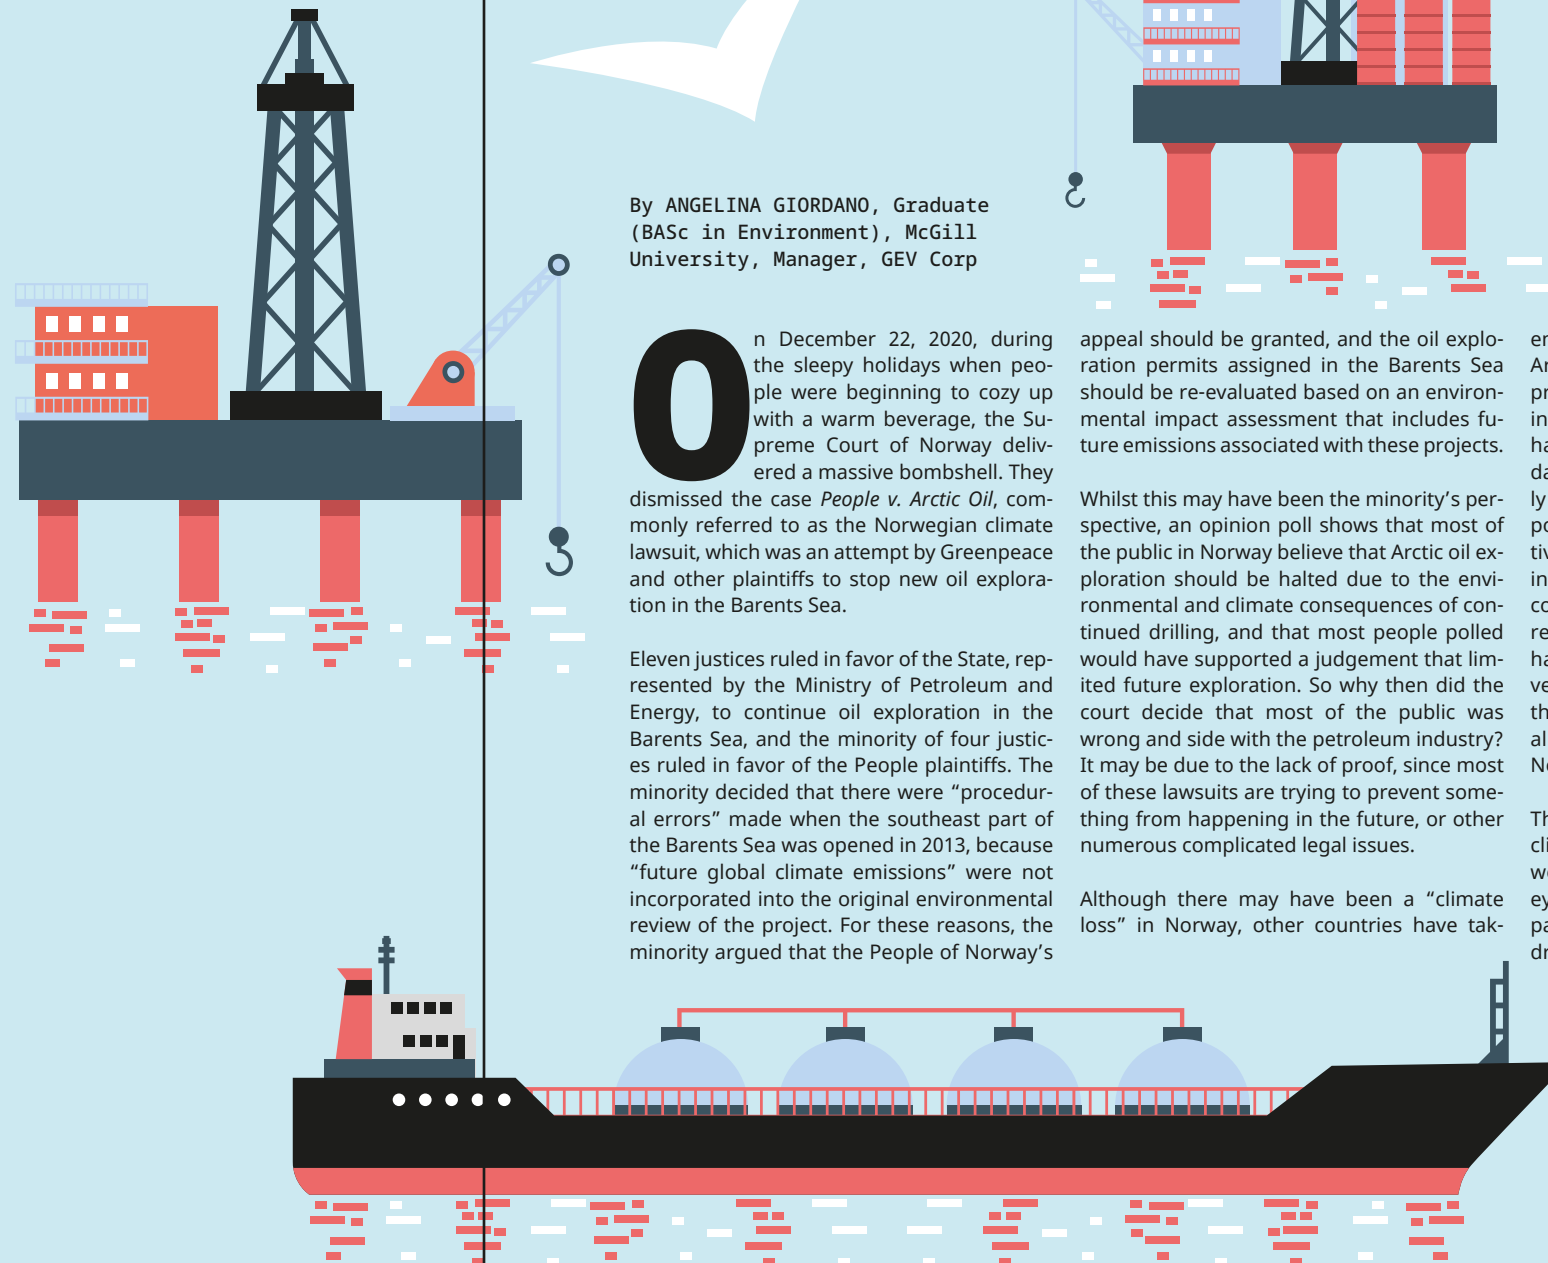 By ANGELINA GIORDANO, Graduate
(BASc in Environment), McGill
University, Manager, GEV Corp
On December 22, 2020, during
the sleepy holidays when peo-
ple were beginning to cozy up
with a warm beverage, the Su-
preme Court of Norway deliv-
ered a massive bombshell. They
dismissed the case People v. Arctic Oil, com-
monly referred to as the Norwegian climate
lawsuit, which was an attempt by Greenpeace
and other plaintiffs to stop new oil explora-
tion in the Barents Sea.
Eleven justices ruled in favor of the State, rep-
resented by the Ministry of Petroleum and
Energy, to continue oil exploration in the
Barents Sea, and the minority of four justic-
es ruled in favor of the People plaintiffs. The
minority decided that there were “procedur-
al errors” made when the southeast part of
the Barents Sea was opened in 2013, because
“future global climate emissions” were not
incorporated into the original environmental
review of the project. For these reasons, the
minority argued that the People of Norway’s
appeal should be granted, and the oil explo-
ration permits assigned in the Barents Sea
should be re-evaluated based on an environ-
mental impact assessment that includes fu-
ture emissions associated with these projects.
Whilst this may have been the minority’s per-
spective, an opinion poll shows that most of
the public in Norway believe that Arctic oil ex-
ploration should be halted due to the envi-
ronmental and climate consequences of con-
tinued drilling, and that most people polled
would have supported a judgement that lim-
ited future exploration. So why then did the
court decide that most of the public was
wrong and side with the petroleum industry?
It may be due to the lack of proof, since most
of these lawsuits are trying to prevent some-
thing from happening in the future, or other
numerous complicated legal issues.
Although there may have been a “climate
loss” in Norway, other countries have tak-